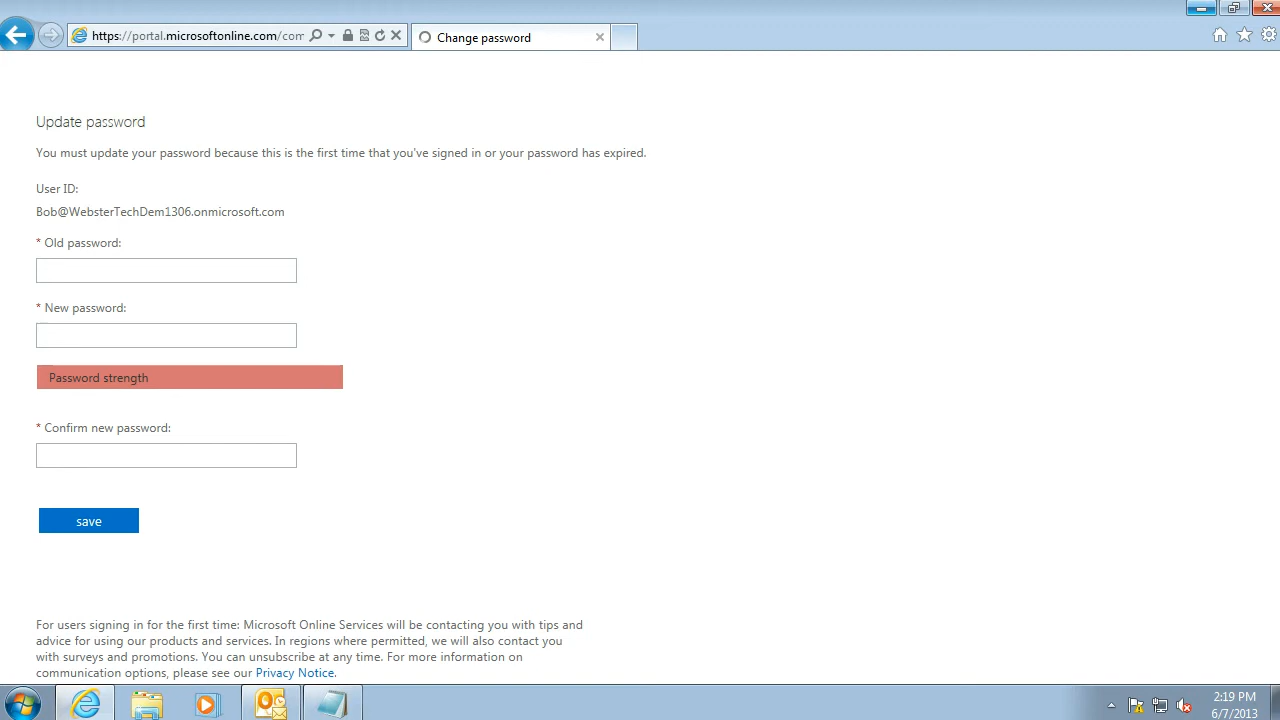 https://portal.microsoftonline.com/com
Change password
Update password
You must update your password because this is the first time that you've signed in or your password has expired.
User ID:
Bob@WebsterTechDem1306.onmicrosoft.com
* Old password:
* New password:
Password strength
* Confirm new password:
save
For users signing in for the first time: Microsoft Online Services will be contacting you with tips and
advice for using our products and services. In regions where permitted, we will also contact you
with surveys and promotions. You can unsubscribe at any time. For more information on
communication options, please see our Privacy Notice.
2:19 PM
6/7/2013